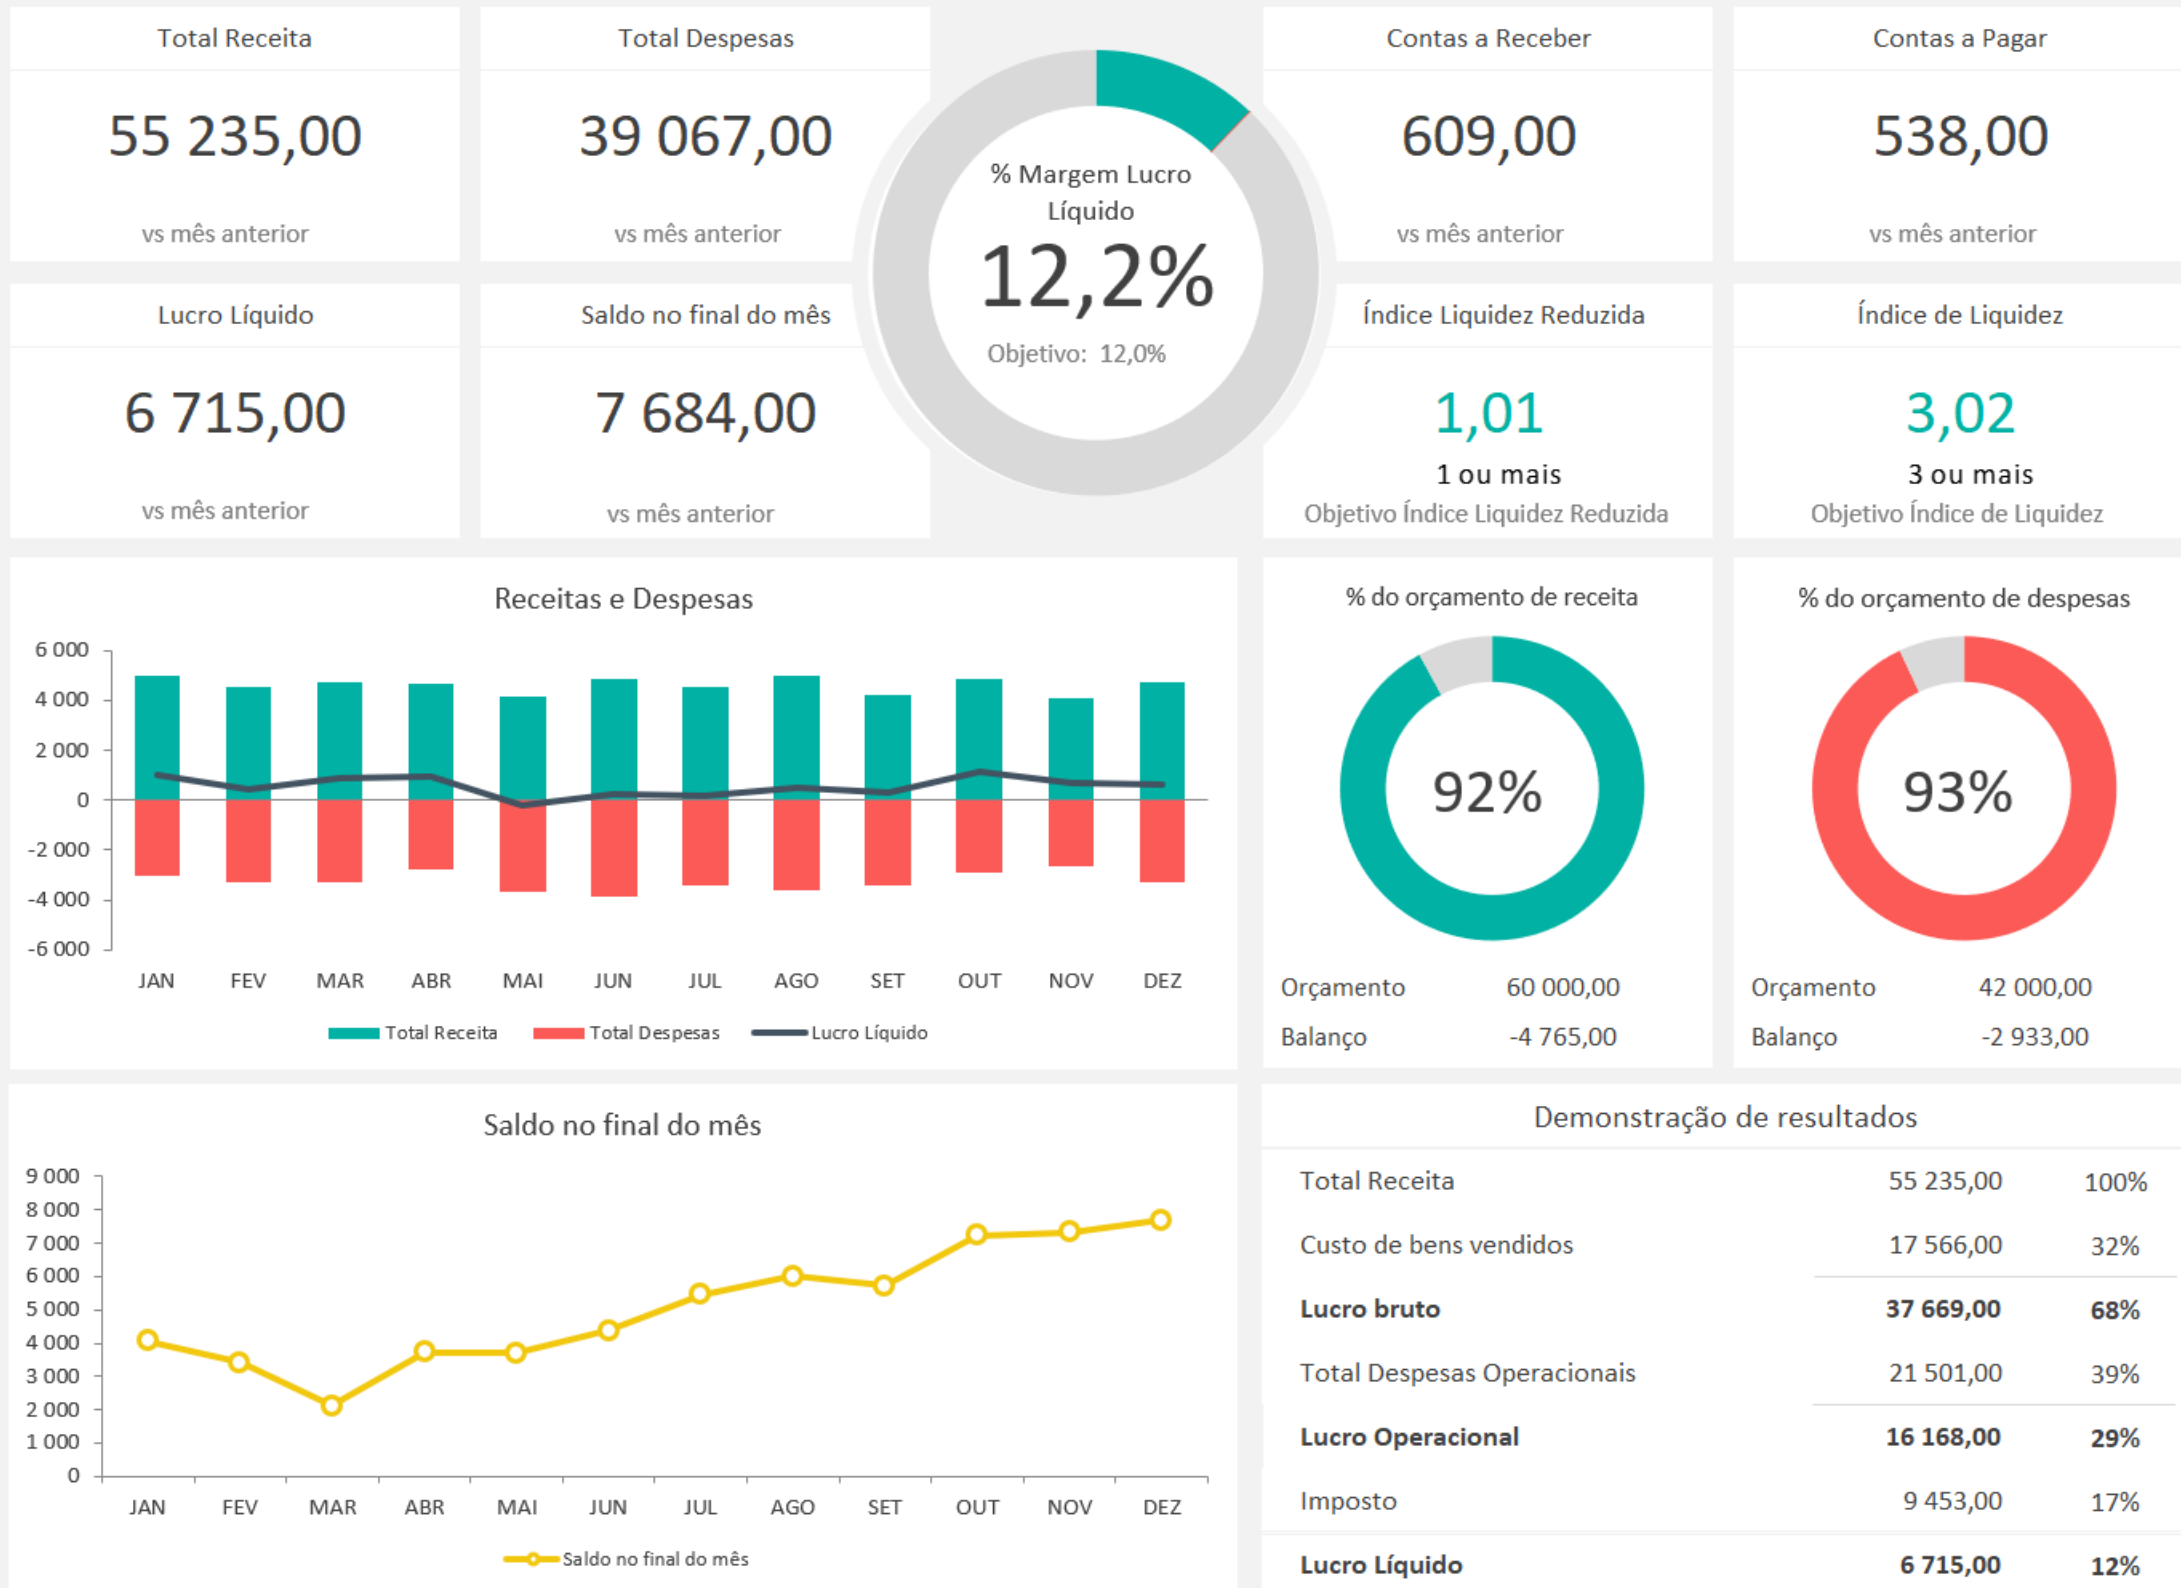 Total Receita
55 235,00
vs mês anterior
Total Despesas
39 067,00
vs mês anterior
% Margem Lucro
Líquido
12,2%
Objetivo: 12,0%
Contas a Receber
609,00
vs mês anterior
Contas a Pagar
538,00
vs mês anterior
Lucro Líquido
6 715,00
vs mês anterior
Saldo no final do mês
7 684,00
vs mês anterior
Índice Liquidez Reduzida
1,01
1 ou mais
Objetivo Índice Liquidez Reduzida
Índice de Liquidez
3,02
3 ou mais
Objetivo Índice de Liquidez
Receitas e Despesas
6 000
4 000
2 000
0
-2 000
-4 000
-6 000
JAN FEV MAR ABR MAI JUN JUL AGO SET OUT NOV DEZ
Total Receita Total Despesas Lucro Líquido
% do orçamento de receita
92%
Orçamento 60 000,00
Balanço -4 765,00
% do orçamento de despesas
93%
Orçamento 42 000,00
Balanço -2 933,00
Saldo no final do mês
9 000
8 000
7 000
6 000
5 000
4 000
3 000
2 000
1 000
0
JAN FEV MAR ABR MAI JUN JUL AGO SET OUT NOV DEZ
Saldo no final do mês
Demonstração de resultados
Total Receita 55 235,00 100%
Custo de bens vendidos 17 566,00 32%
Lucro bruto 37 669,00 68%
Total Despesas Operacionais 21 501,00 39%
Lucro Operacional 16 168,00 29%
Imposto 9 453,00 17%
Lucro Líquido 6 715,00 12%